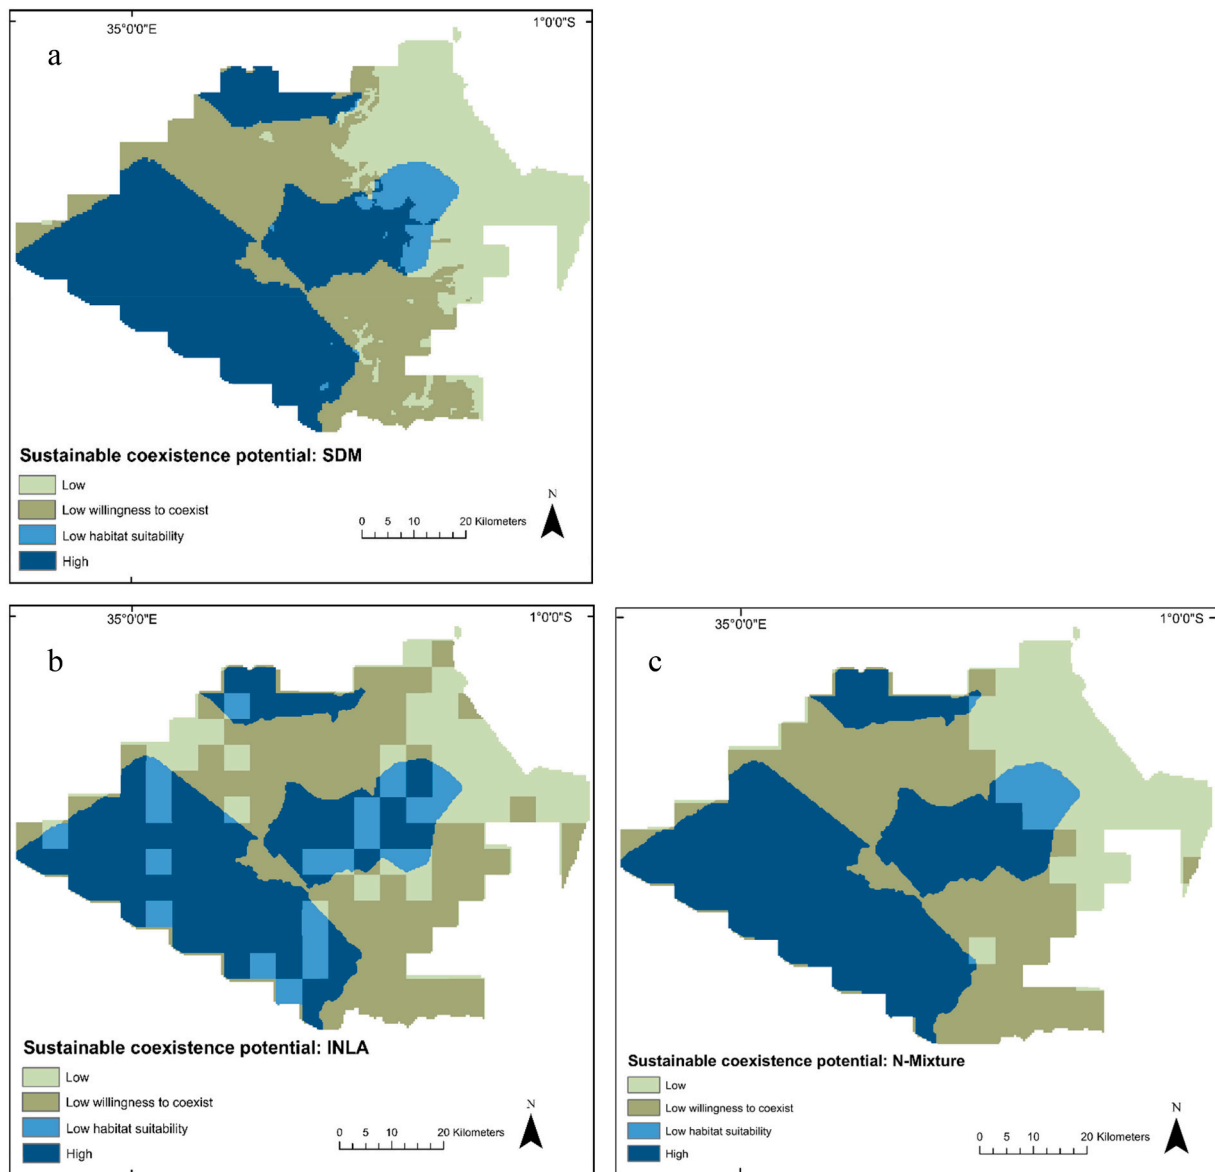 35°0'0"E
1°0'0"S
a
Sustainable coexistence potential: SDM
Low
Low willingness to coexist
Low habitat suitability
High
0 5 10 20 Kilometers
N
35°0'0"E
1°0'0"S
b
Sustainable coexistence potential: INLA
Low
Low willingness to coexist
Low habitat suitability
High
0 5 10 20 Kilometers
N
35°0'0"E
1°0'0"S
c
Sustainable coexistence potential: N-Mixture
Low
Low willingness to coexist
Low habitat suitability
High
0 5 10 20 Kilometers
N